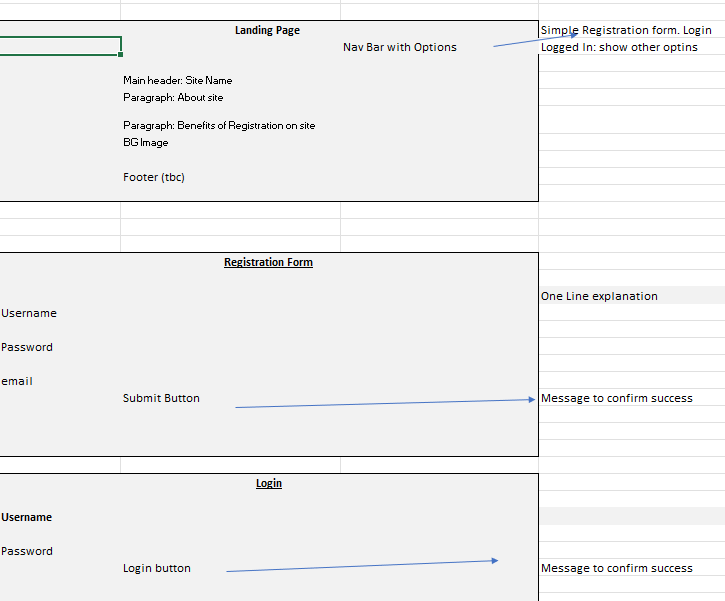 Landing Page
Simple Registration form. Login
Nav Bar with Options
Logged In: show other optins
Main header: Site Name
Paragraph: About site
Paragraph: Benefits of Registration on site
BG Image
Footer (tbc)
Registration Form
One Line explanation
Username
Password
email
Submit Button
Message to confirm success
Login
Username
Password
Login button
Message to confirm success